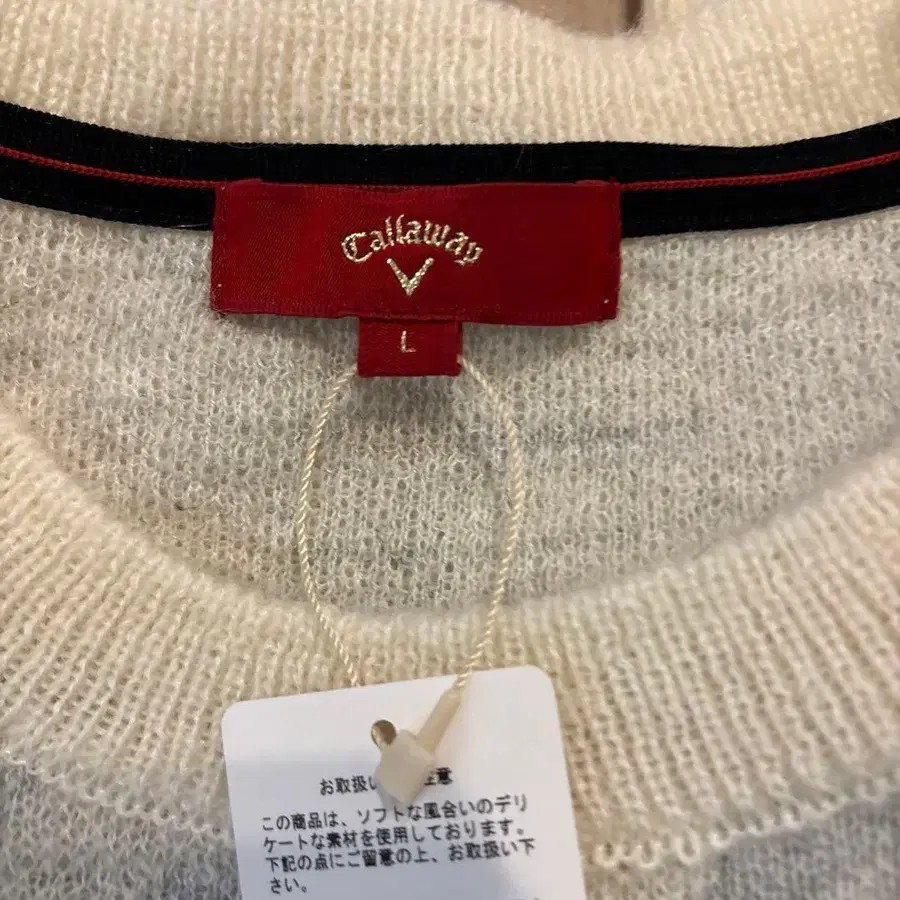 Callaway
L
お取扱い 注意
この商品は、ソフトな風合いのデリ
ケートな素材を使用しております。
下記の点にご留意の上、お取扱い下
さい。